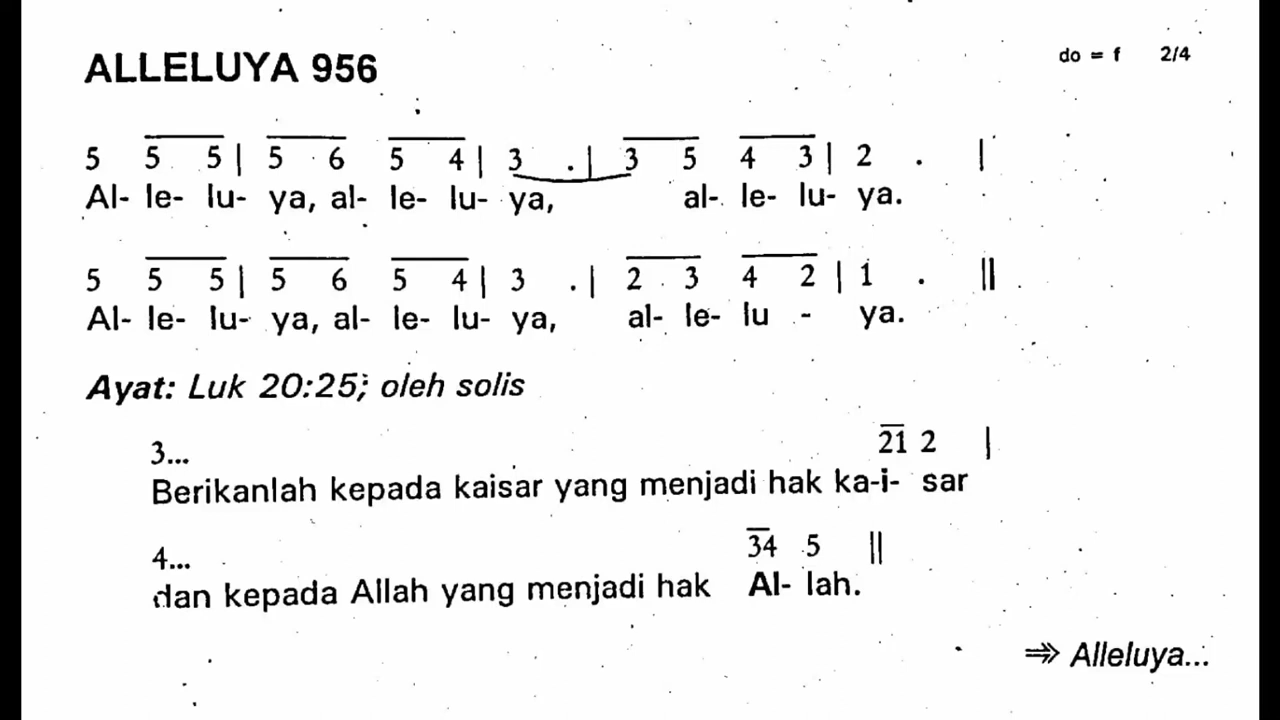 ALLELUYA 956
do = f 2/4
5 5 5 | 5 6 5 4 | 3 . | 3 5 4 3 | 2 . |
Al- le- lu- ya, al- le- lu- ya, al- le- lu- ya.
5 5 5 | 5 6 5 4 | 3 . | 2 3 4 2 | 1 . ||
Al- le- lu- ya, al- le- lu- ya, al- le- lu - ya.
Ayat: Luk 20:25; oleh solis
3... 21 2 |
Berikanlah kepada kaisar yang menjadi hak ka-i- sar
4... 34 5 ||
dan kepada Allah yang menjadi hak Al- lah.
⇒ Alleluya...